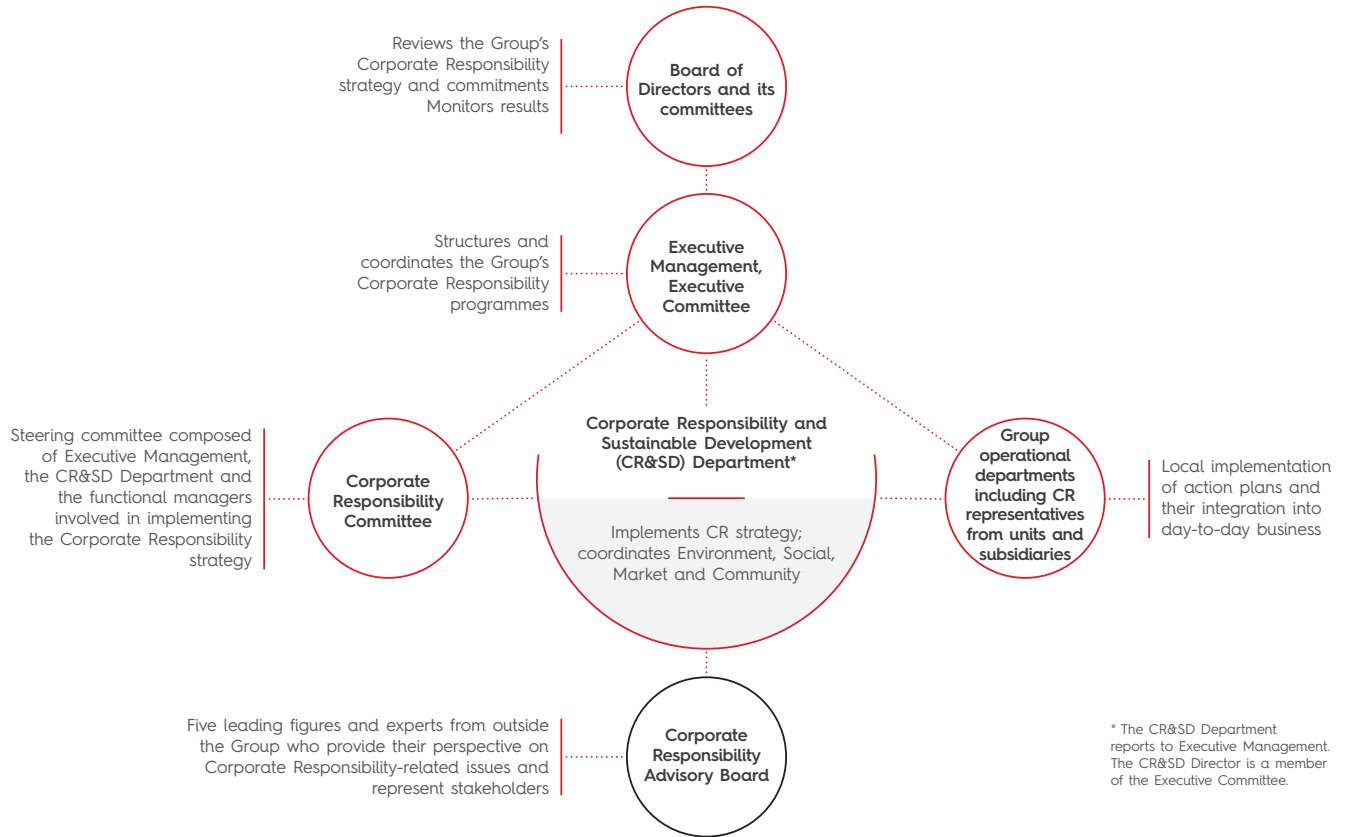 Reviews the Group's
Corporate Responsibility
strategy and commitments
Monitors results
Board of
Directors and its
committees
Structures and
coordinates the Group's
Corporate Responsibility
programmes
Executive
Management,
Executive
Committee
Steering committee composed
of Executive Management,
the CR&SD Department and
the functional managers
involved in implementing
the Corporate Responsibility
strategy
Corporate
Responsibility
Committee
Corporate Responsibility and
Sustainable Development
(CR&SD) Department*
Implements CR strategy;
coordinates Environment, Social,
Market and Community
Group
operational
departments
including CR
representatives
from units and
subsidiaries
Local implementation
of action plans and
their integration into
day-to-day business
Five leading figures and experts from outside
the Group who provide their perspective on
Corporate Responsibility-related issues and
represent stakeholders
Corporate
Responsibility
Advisory Board
* The CR&SD Department
reports to Executive Management.
The CR&SD Director is a member
of the Executive Committee.